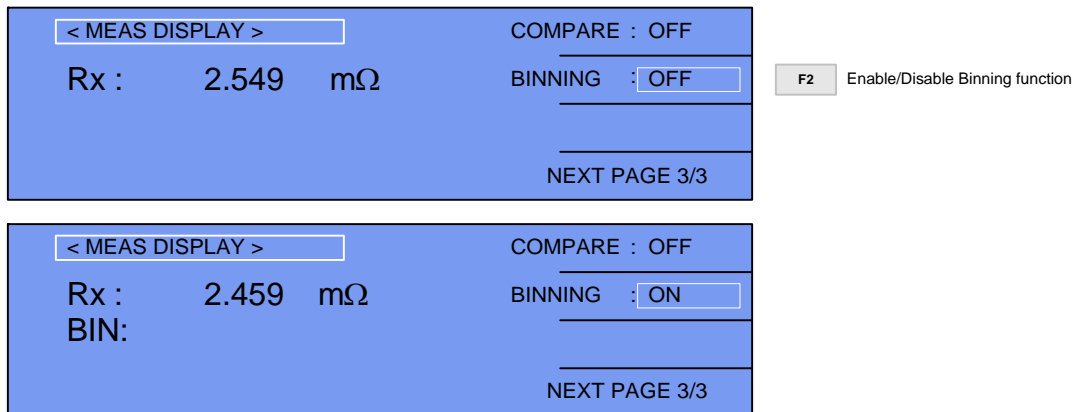 < MEAS DISPLAY > COMPARE : OFF
Rx : 2.549 mΩ BINNING : OFF
F2 Enable/Disable Binning function
NEXT PAGE 3/3
< MEAS DISPLAY > COMPARE : OFF
Rx : 2.459 mΩ BINNING : ON
BIN:
NEXT PAGE 3/3